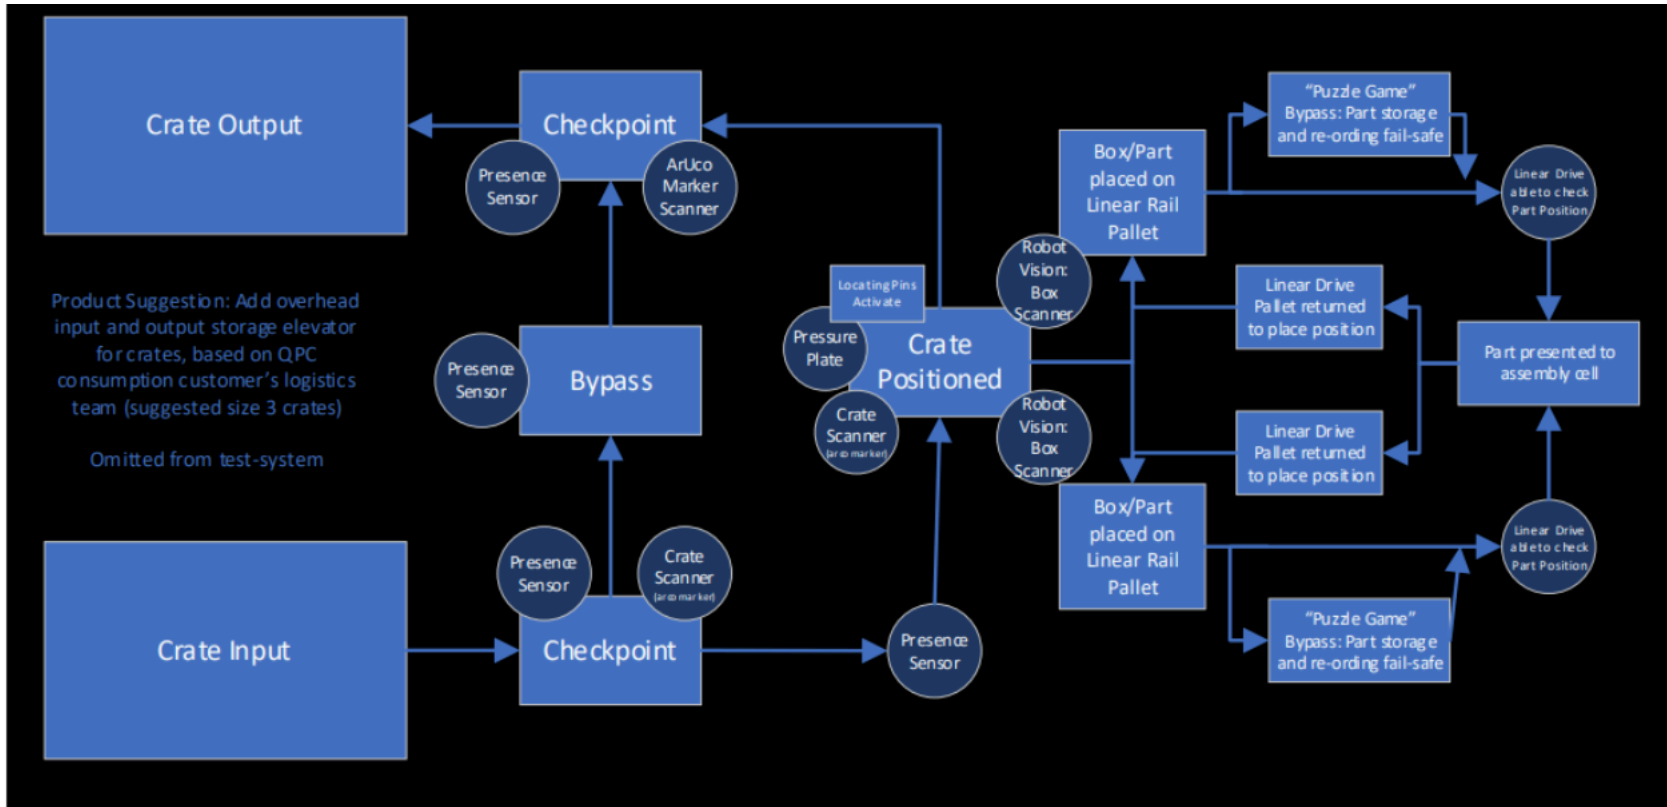 Crate Output
Checkpoint
Presence
Sensor
ArUco
Marker
Scanner
"Puzzle Game"
Bypass: Part storage
and re-ording fail-safe
Box/Part
placed on
Linear Rail
Pallet
Linear Drive
able to check
Part Position
Product Suggestion: Add overhead
input and output storage elevator
for crates, based on QPC
consumption customer's logistics
team (suggested size 3 crates)
Omitted from test-system
Presence
Sensor
Bypass
Locating Pins
Activate
Pressure
Plate
Crate
Positioned
Crate
Scanner
(arco marker)
Robot
Vision:
Box
Scanner
Robot
Vision:
Box
Scanner
Linear Drive
Pallet returned
to place position
Linear Drive
Pallet returned
to place position
Part presented to
assembly cell
Box/Part
placed on
Linear Rail
Pallet
Linear Drive
able to check
Part Position
"Puzzle Game"
Bypass: Part storage
and re-ording fail-safe
Crate Input
Presence
Sensor
Crate
Scanner
(arco marker)
Checkpoint
Presence
Sensor